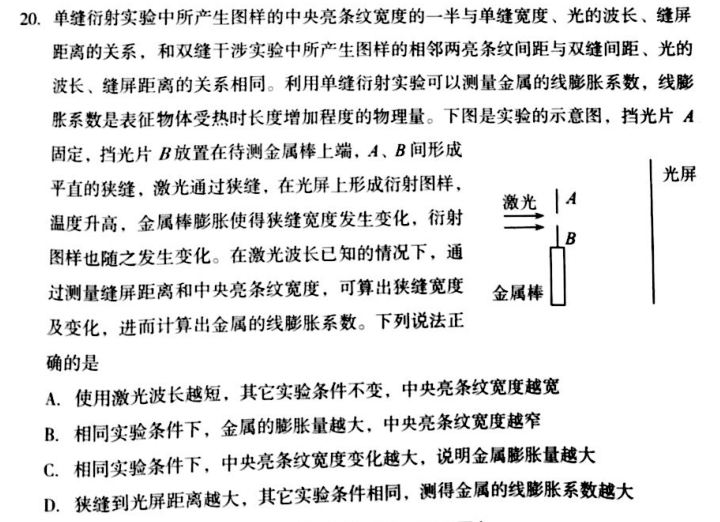 20. 单缝衍射实验中所产生图样的中央亮条纹宽度的一半与单缝宽度、光的波长、缝屏
距离的关系，和双缝干涉实验中所产生图样的相邻两亮条纹间距与双缝间距、光的
波长、缝屏距离的关系相同。利用单缝衍射实验可以测量金属的线膨胀系数，线膨
胀系数是表征物体受热时长度增加程度的物理量。下图是实验的示意图，挡光片 A
固定，挡光片 B 放置在待测金属棒上端，A、B 间形成
平直的狭缝，激光通过狭缝，在光屏上形成衍射图样，
温度升高，金属棒膨胀使得狭缝宽度发生变化，衍射
图样也随之发生变化。在激光波长已知的情况下，通
过测量缝屏距离和中央亮条纹宽度，可算出狭缝宽度
及变化，进而计算出金属的线膨胀系数。下列说法正
确的是
光屏
激光
A
B
金属棒
A. 使用激光波长越短，其它实验条件不变，中央亮条纹宽度越宽
B. 相同实验条件下，金属的膨胀量越大，中央亮条纹宽度越窄
C. 相同实验条件下，中央亮条纹宽度变化越大，说明金属膨胀量越大
D. 狭缝到光屏距离越大，其它实验条件相同，测得金属的线膨胀系数越大